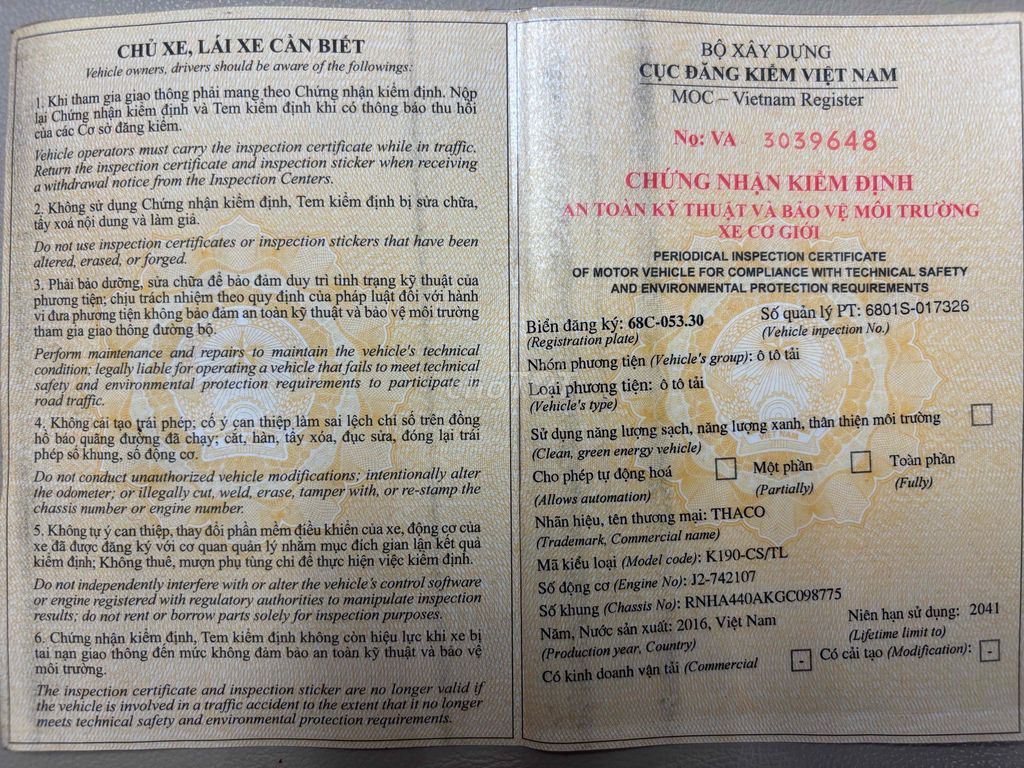 CHỦ XE, LÁI XE CẦN BIẾT
Vehicle owners, drivers should be aware of the followings:
1. Khi tham gia giao thông phải mang theo Chứng nhận kiểm định. Nộp
lại Chứng nhận kiểm định và Tem kiểm định khi có thông báo thu hồi
của các Cơ sở đăng kiểm.
Vehicle operators must carry the inspection certificate while in traffic.
Return the inspection certificate and inspection sticker when receiving
a withdrawal notice from the Inspection Centers.
2. Không sử dụng Chứng nhận kiểm định, Tem kiểm định bị sửa chữa,
tẩy xoá nội dung và làm giả.
Do not use inspection certificates or inspection stickers that have been
altered, erased, or forged.
3. Phải bảo dưỡng, sửa chữa để bảo đảm duy trì tình trạng kỹ thuật của
phương tiện; chịu trách nhiệm theo quy định của pháp luật đối với hành
vi đưa phương tiện không bảo đảm an toàn kỹ thuật và bảo vệ môi trường
tham gia giao thông đường bộ.
Perform maintenance and repairs to maintain the vehicle's technical
condition; legally liable for operating a vehicle that fails to meet technical
safety and environmental protection requirements to participate in
road traffic.
4. Không cải tạo trái phép; cố ý can thiệp làm sai lệch chỉ số trên đồng
hồ báo quãng đường đã chạy; cắt, hàn, tẩy xóa, đục sửa, đóng lại trái
phép số khung, số động cơ.
Do not conduct unauthorized vehicle modifications; intentionally alter
the odometer; or illegally cut, weld, erase, tamper with, or re-stamp the
chassis number or engine number.
5. Không tự ý can thiệp, thay đổi phần mềm điều khiển của xe, động cơ của
xe đã được đăng ký với cơ quan quản lý nhằm mục đích gian lận kết quả
kiểm định; Không thuê, mượn phụ tùng chỉ để thực hiện việc kiểm định.
Do not independently interfere with or alter the vehicle's control software
or engine registered with regulatory authorities to manipulate inspection
results; do not rent or borrow parts solely for inspection purposes.
6. Chứng nhận kiểm định, Tem kiểm định không còn hiệu lực khi xe bị
tai nạn giao thông đến mức không đảm bảo an toàn kỹ thuật và bảo vệ
môi trường.
The inspection certificate and inspection sticker are no longer valid if
the vehicle is involved in a traffic accident to the extent that it no longer
meets technical safety and environmental protection requirements.
BỘ XÂY DỰNG
CỤC ĐĂNG KIỂM VIỆT NAM
MOC – Vietnam Register
No: VA 3039648
CHỨNG NHẬN KIỂM ĐỊNH
AN TOÀN KỸ THUẬT VÀ BẢO VỆ MÔI TRƯỜNG
XE CƠ GIỚI
PERIODICAL INSPECTION CERTIFICATE
OF MOTOR VEHICLE FOR COMPLIANCE WITH TECHNICAL SAFETY
AND ENVIRONMENTAL PROTECTION REQUIREMENTS
Biển đăng ký: 68C-053.30 Số quản lý PT: 6801S-017326
(Registration plate) (Vehicle inpection No.)
Nhóm phương tiện (Vehicle's group): ô tô tải
Loại phương tiện: ô tô tải
(Vehicle's type)
Sử dụng năng lượng sạch, năng lượng xanh, thân thiện môi trường
(Clean, green energy vehicle)
Cho phép tự động hoá Một phần Toàn phần
(Allows automation) (Partially) (Fully)
Nhãn hiệu, tên thương mại: THACO
(Trademark, Commercial name)
Mã kiểu loại (Model code): K190-CS/TL
Số động cơ (Engine No): J2-742107
Số khung (Chassis No): RNHA440AKGC098775
Năm, Nước sản xuất: 2016, Việt Nam Niên hạn sử dụng: 2041
(Production year, Country) (Lifetime limit to)
Có kinh doanh vận tải (Commercial - Có cải tạo (Modification): -